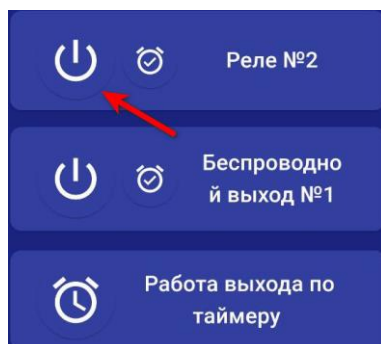 Реле №2
Беспроводно
й выход №1
Работа выхода по
таймеру